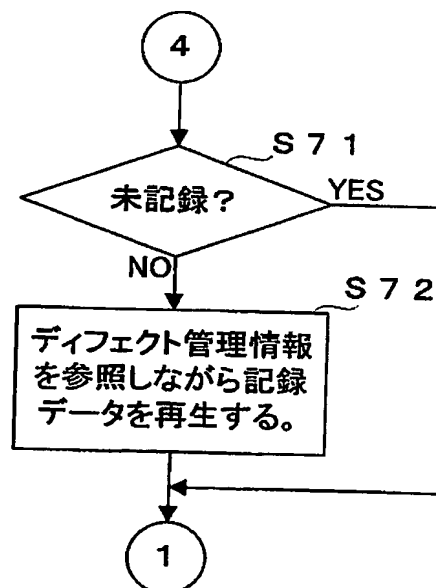 4
S71
未記録？
YES
NO
S72
ディフェクト管理情報
を参照しながら記録
データを再生する。
1